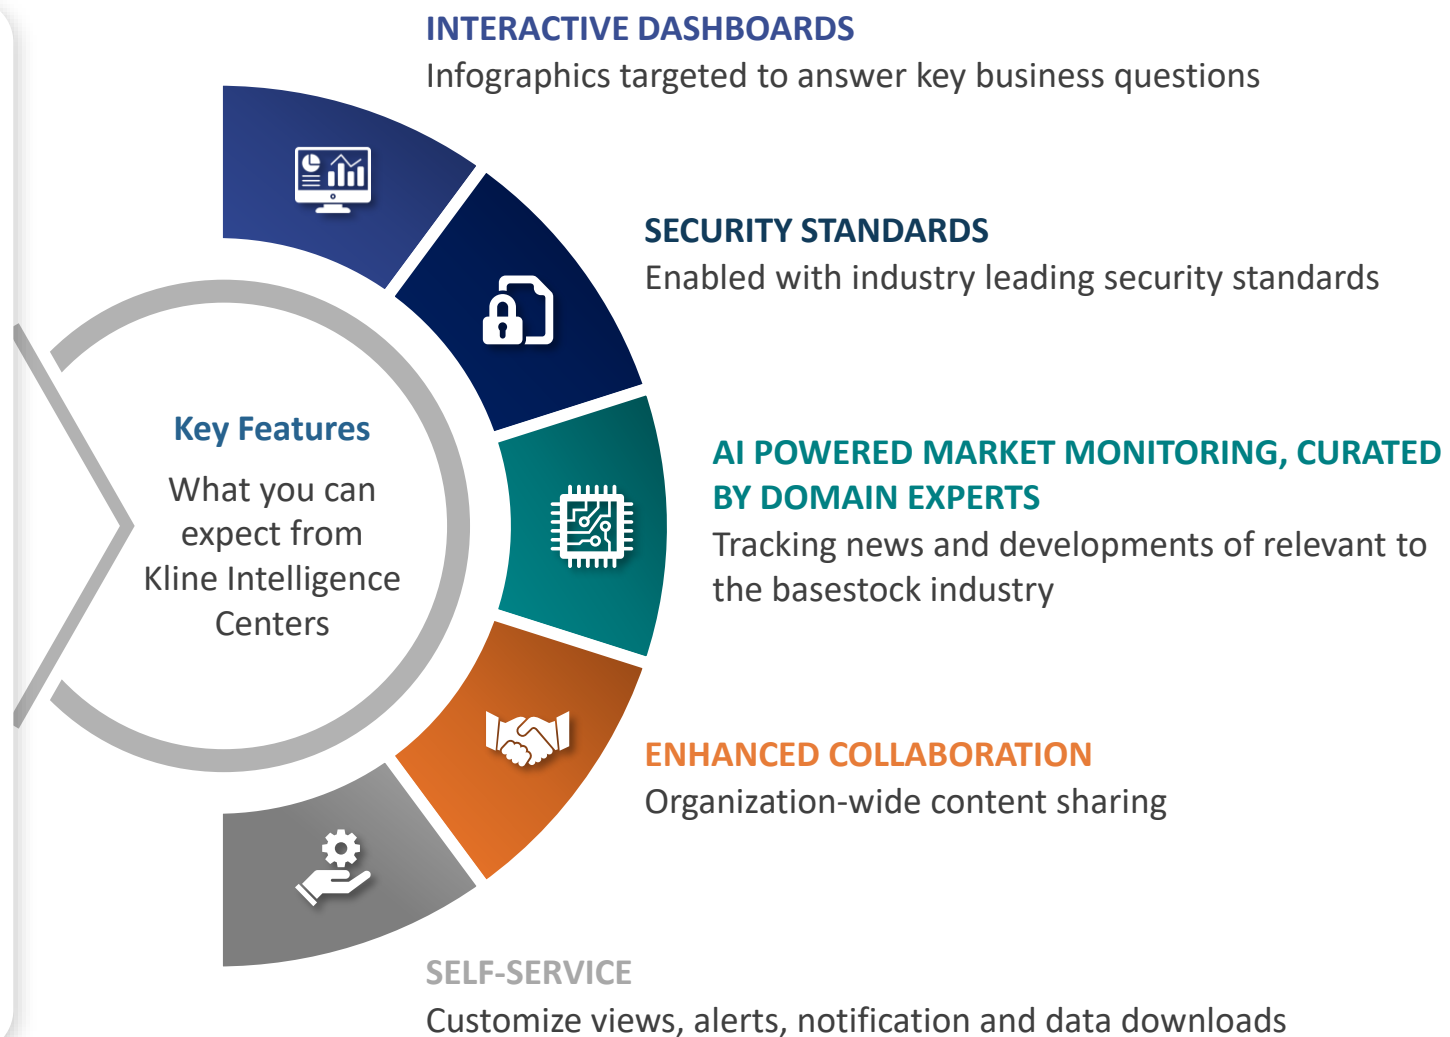 INTERACTIVE DASHBOARDS
Infographics targeted to answer key business questions
SECURITY STANDARDS
Enabled with industry leading security standards
Key Features
What you can
expect from
Kline Intelligence
Centers
AI POWERED MARKET MONITORING, CURATED
BY DOMAIN EXPERTS
Tracking news and developments of relevant to
the basestock industry
ENHANCED COLLABORATION
Organization-wide content sharing
SELF-SERVICE
Customize views, alerts, notification and data downloads